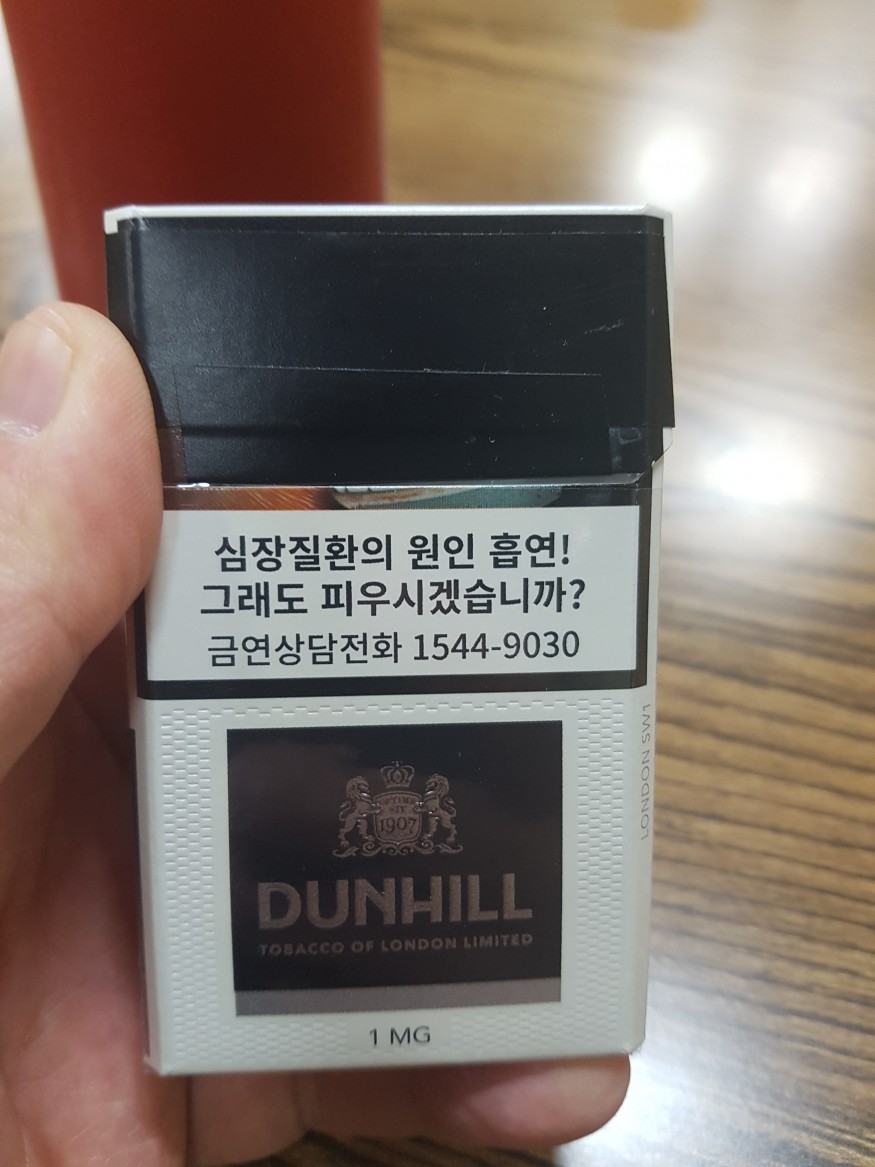 심장질환의 원인 흡연!
그래도 피우시겠습니까?
금연상담전화 1544-9030
LONDON SW1
1907
DUNHILL
TOBACCO OF LONDON LIMITED
1 MG